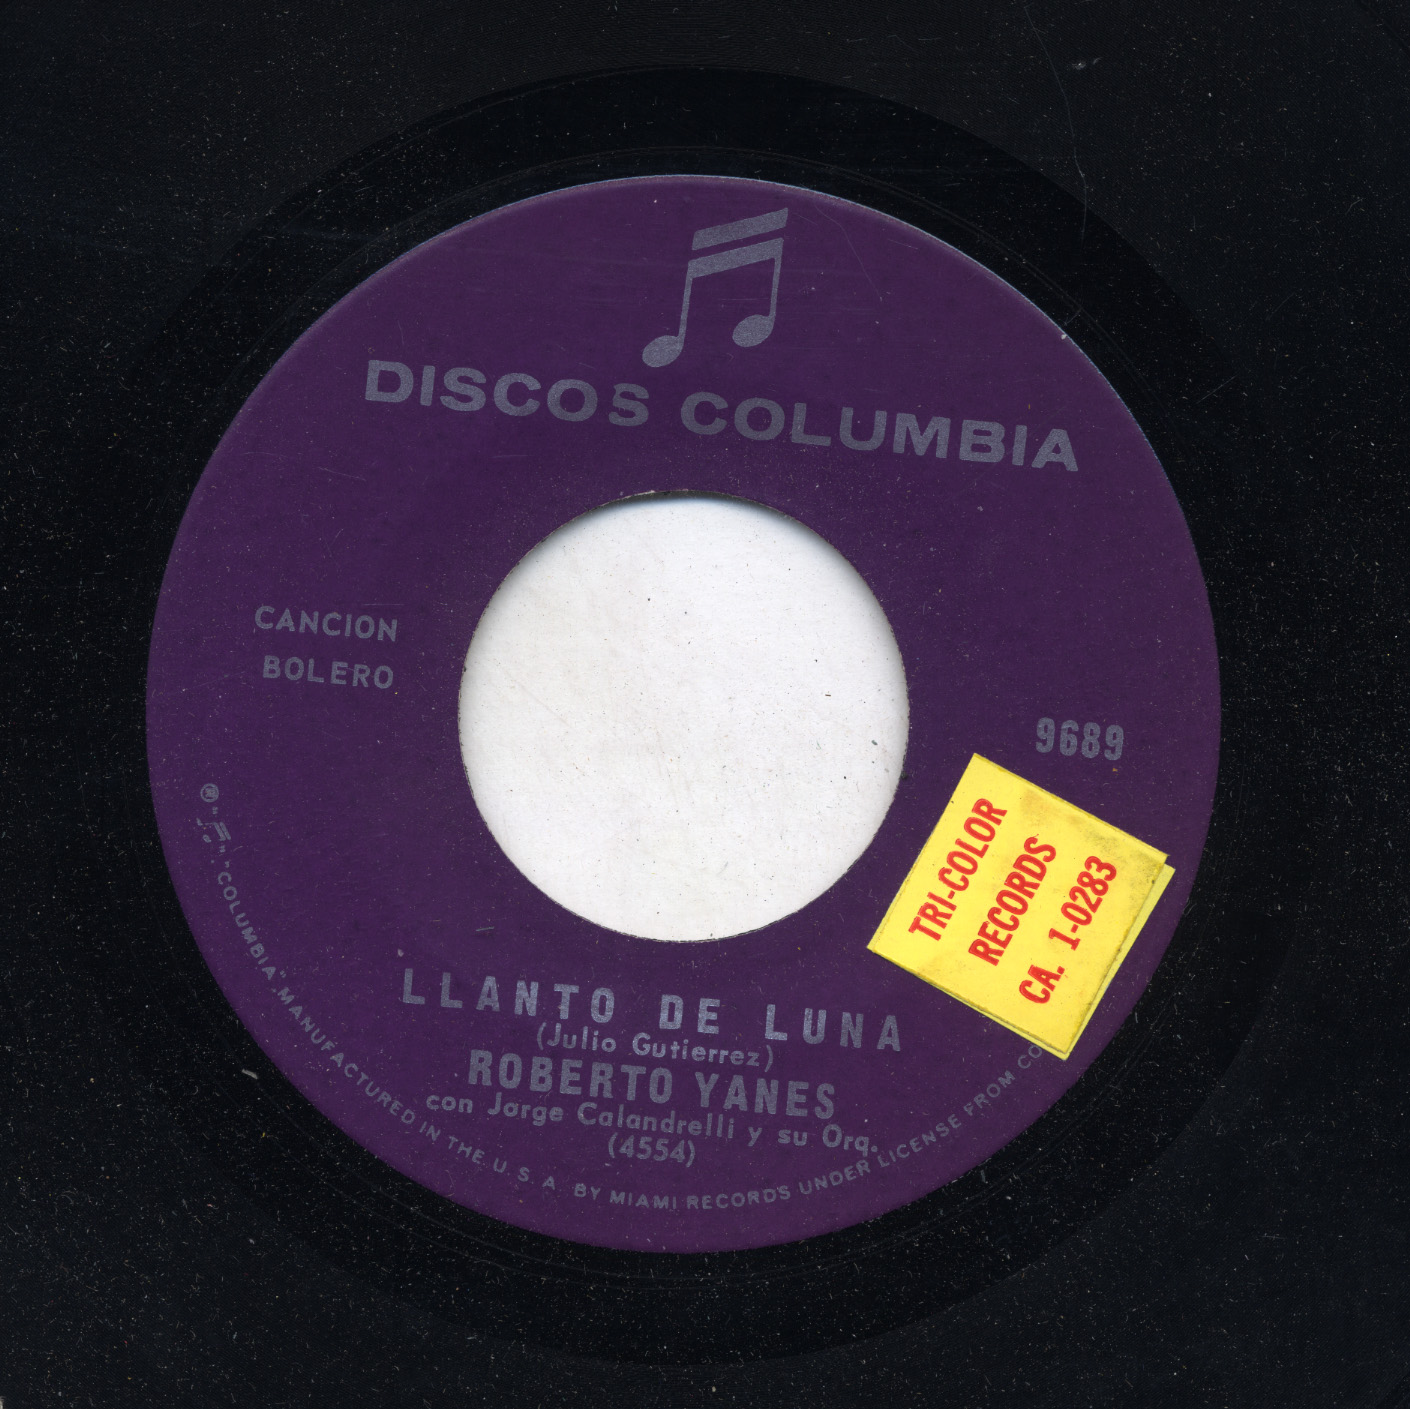 DISCOS COLUMBIA
CANCION
BOLERO
9689
TRI-COLOR
RECORDS
CA. 1-0283
LLANTO DE LUNA
(Julio Gutierrez)
ROBERTO YANES
con Jorge Calandrelli y su Orq.
(4554)
® " ", "COLUMBIA", MANUFACTURED IN THE U. S. A. BY MIAMI RECORDS UNDER LICENSE FROM CO